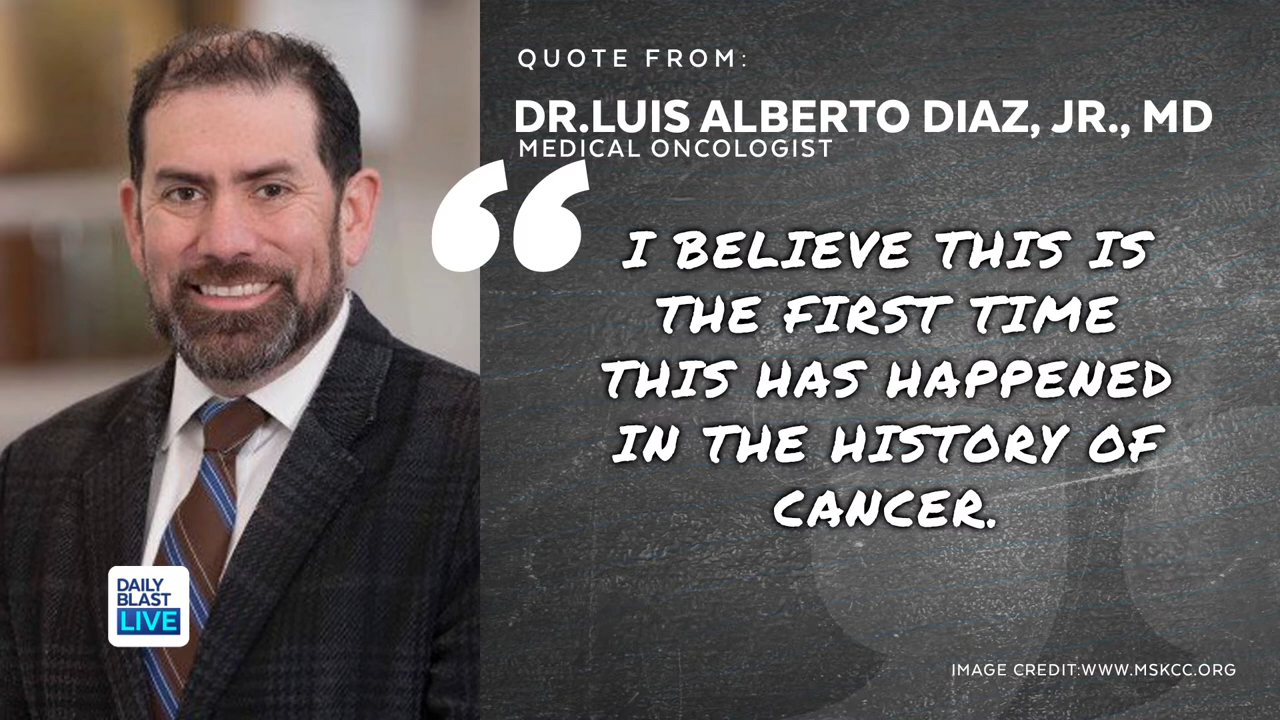 QUOTE FROM:
DR.LUIS ALBERTO DIAZ, JR., MD
MEDICAL ONCOLOGIST
“
I BELIEVE THIS IS
THE FIRST TIME
THIS HAS HAPPENED
IN THE HISTORY OF
CANCER.
DAILY
BLAST
LIVE
IMAGE CREDIT:WWW.MSKCC.ORG